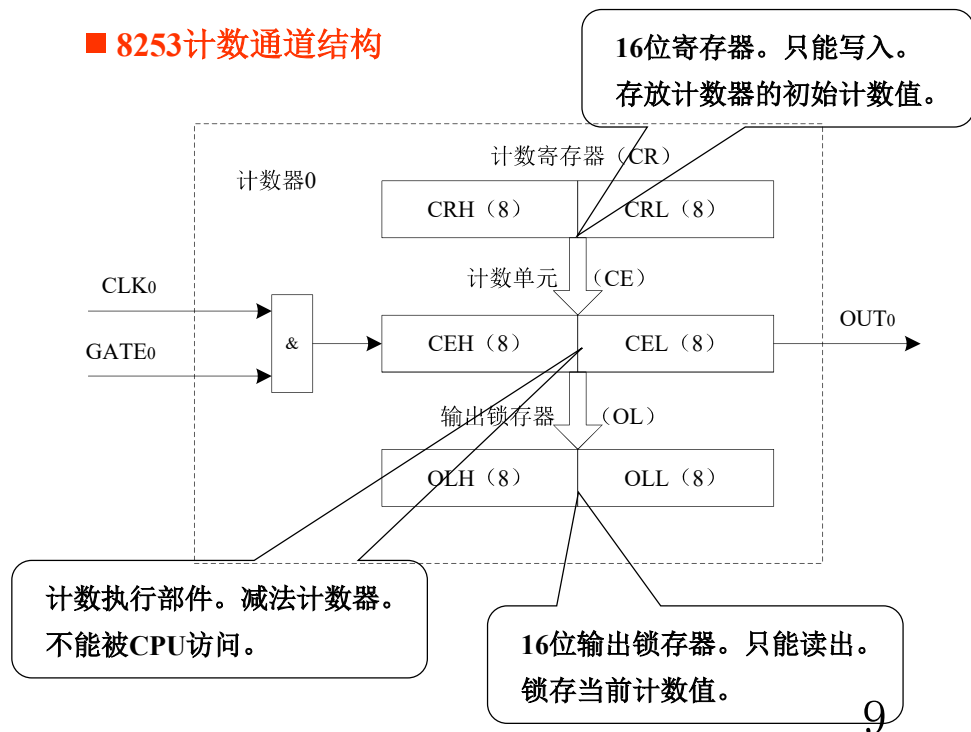 ■ 8253计数通道结构
16位寄存器。只能写入。
存放计数器的初始计数值。
计数寄存器（CR）
计数器0
CRH（8） CRL（8）
计数单元 （CE）
CLK0
GATE0
&
CEH（8） CEL（8）
OUT0
输出锁存器 （OL）
OLH（8） OLL（8）
计数执行部件。减法计数器。
不能被CPU访问。
16位输出锁存器。只能读出。
锁存当前计数值。
9